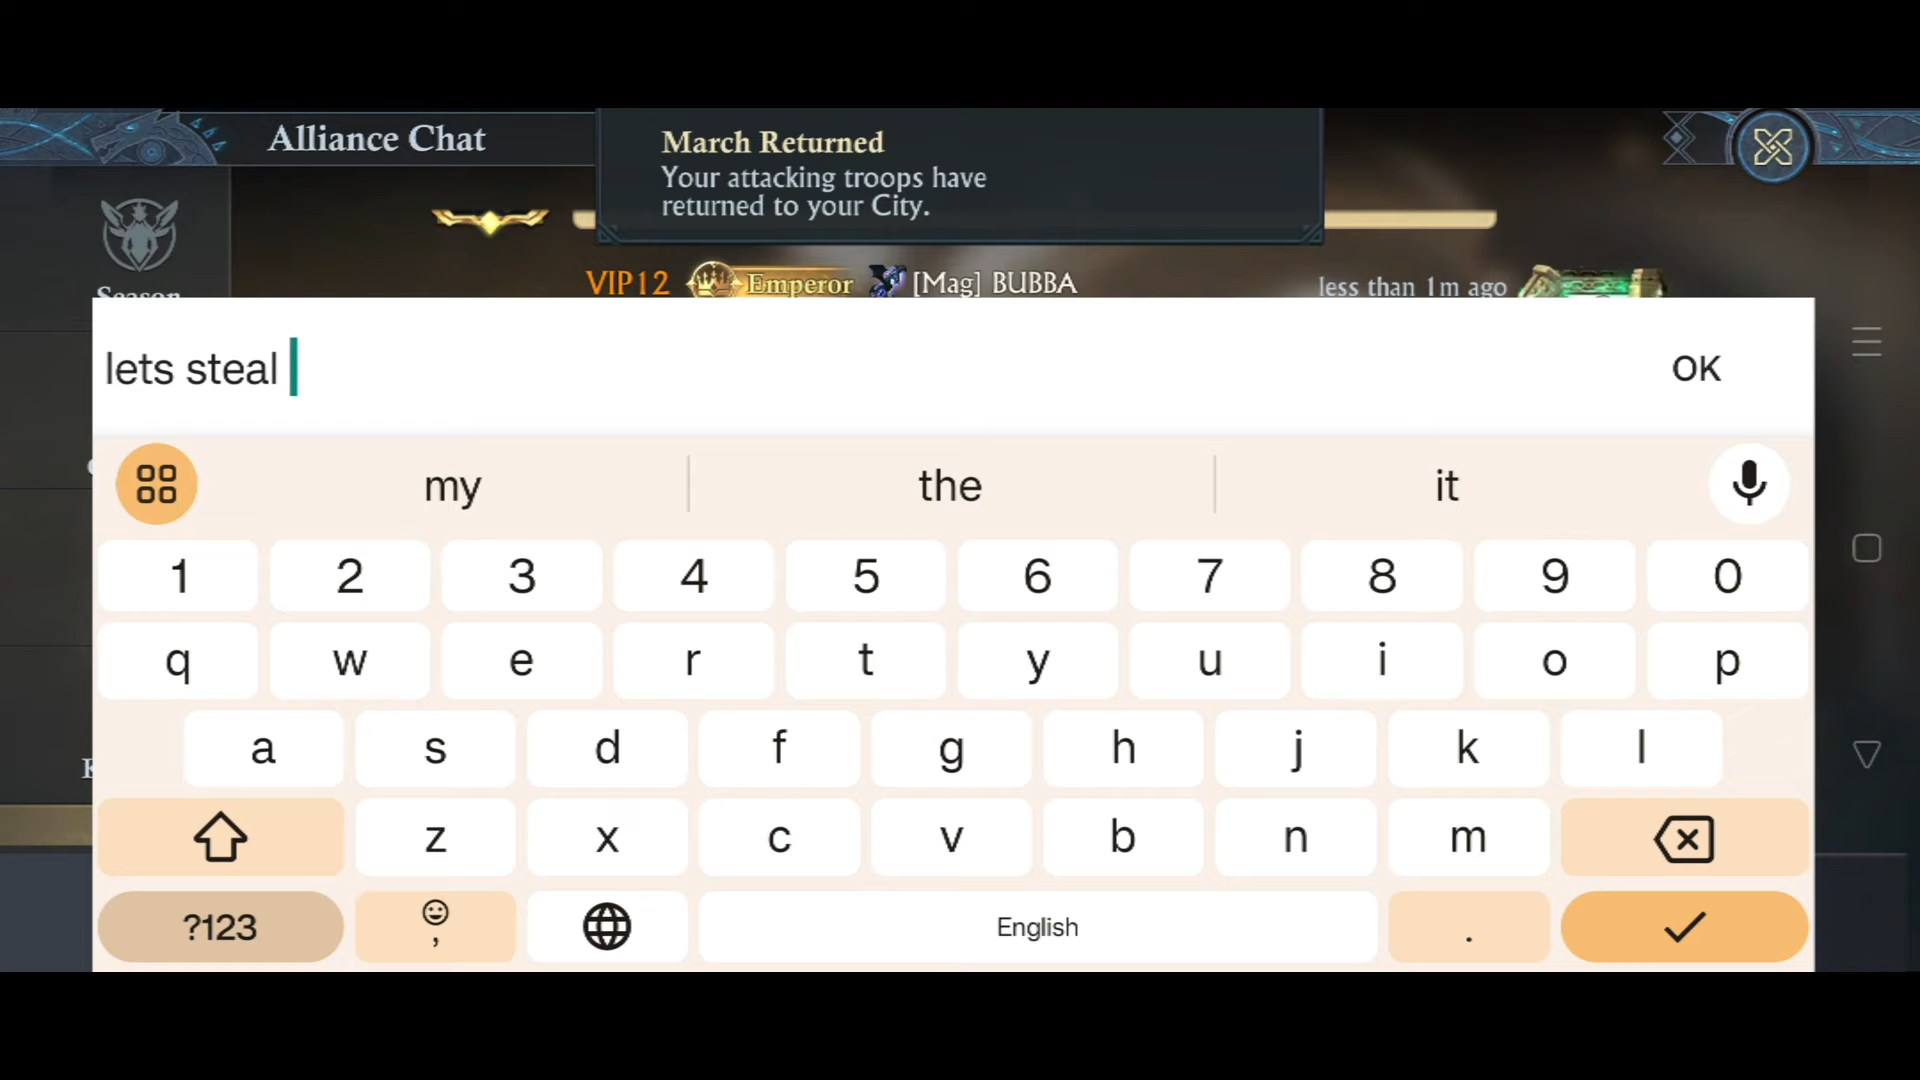 Alliance Chat
March Returned
Your attacking troops have
returned to your City.
Season
VIP12 Emperor [Mag] BUBBA less than 1m ago
lets steal OK
my the it
1 2 3 4 5 6 7 8 9 0
q w e r t y u i o p
a s d f g h j k l
z x c v b n m
?123 , English .